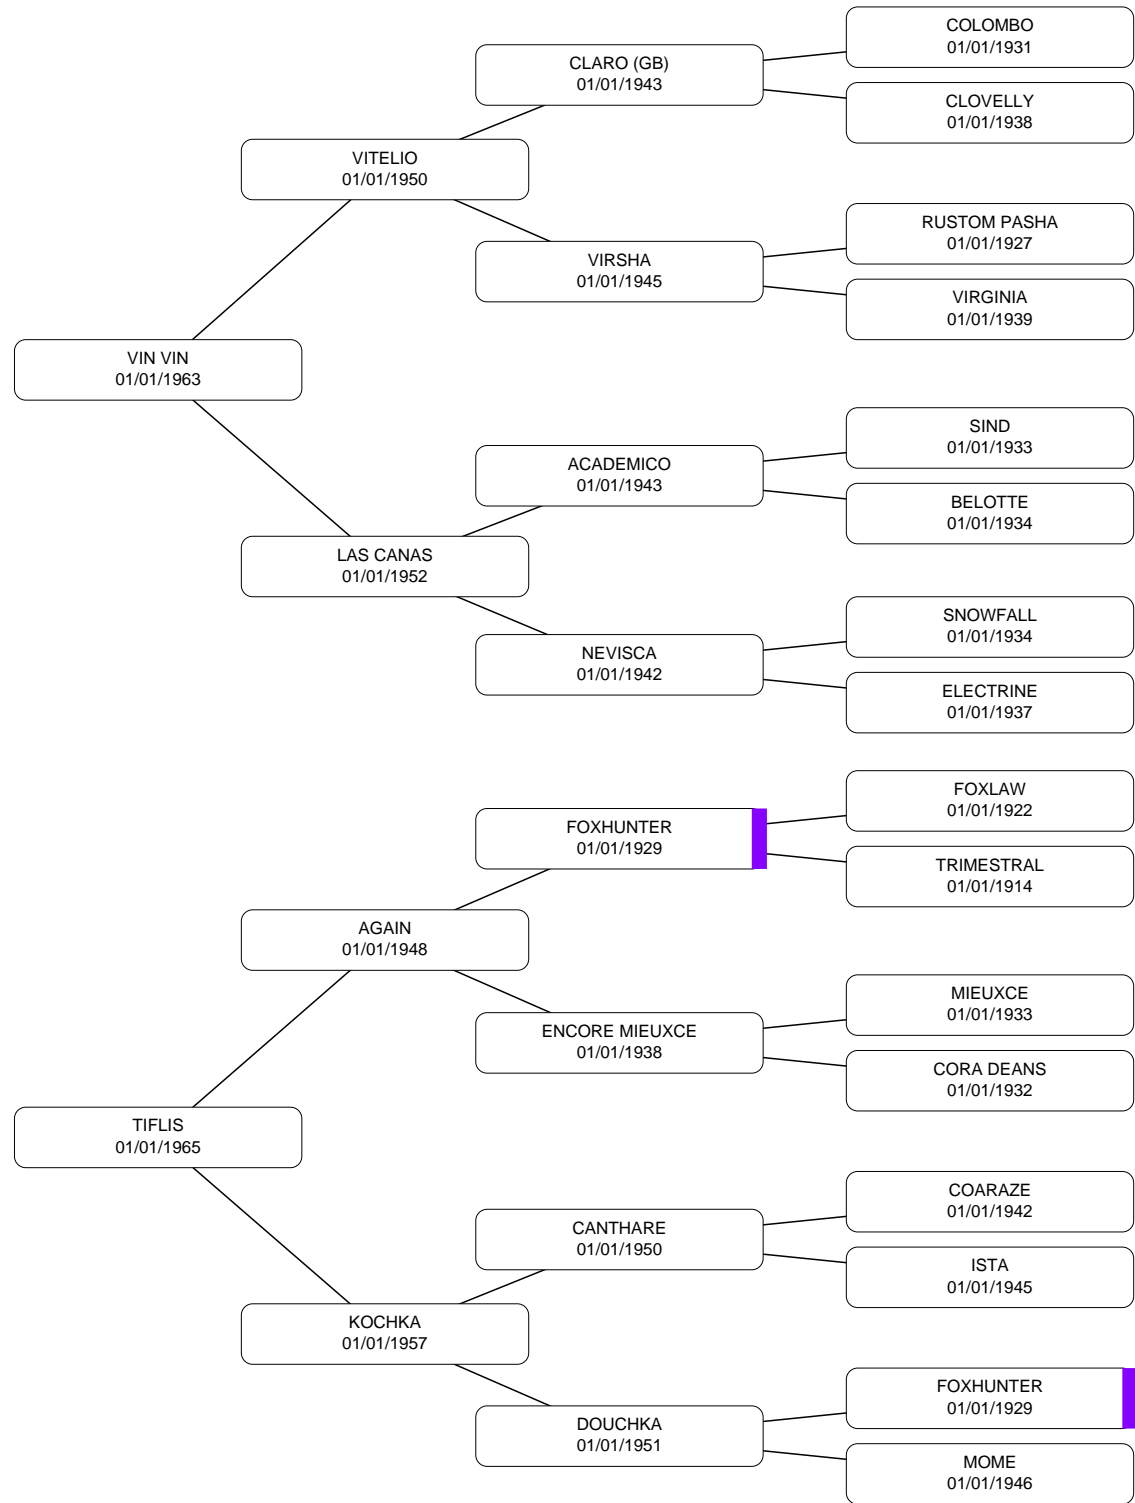 COLOMBO
01/01/1931
CLARO (GB)
01/01/1943
CLOVELLY
01/01/1938
VITELIO
01/01/1950
RUSTOM PASHA
01/01/1927
VIRSHA
01/01/1945
VIRGINIA
01/01/1939
VIN VIN
01/01/1963
SIND
01/01/1933
ACADEMICO
01/01/1943
BELOTTE
01/01/1934
LAS CANAS
01/01/1952
SNOWFALL
01/01/1934
NEVISCA
01/01/1942
ELECTRINE
01/01/1937
FOXLAW
01/01/1922
FOXHUNTER
01/01/1929
TRIMESTRAL
01/01/1914
AGAIN
01/01/1948
MIEUXCE
01/01/1933
ENCORE MIEUXCE
01/01/1938
CORA DEANS
01/01/1932
TIFLIS
01/01/1965
COARAZE
01/01/1942
CANTHARE
01/01/1950
ISTA
01/01/1945
KOCHKA
01/01/1957
FOXHUNTER
01/01/1929
DOUCHKA
01/01/1951
MOME
01/01/1946